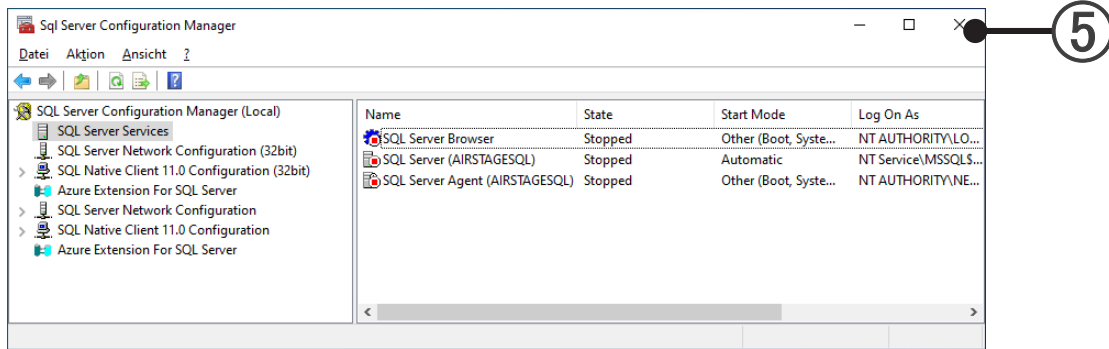 Sql Server Configuration Manager
5
Datei Aktion Ansicht ?
SQL Server Configuration Manager (Local)
SQL Server Services
SQL Server Network Configuration (32bit)
SQL Native Client 11.0 Configuration (32bit)
Azure Extension For SQL Server
SQL Server Network Configuration
SQL Native Client 11.0 Configuration
Azure Extension For SQL Server
Name State Start Mode Log On As
SQL Server Browser Stopped Other (Boot, Syste... NT AUTHORITY\LO...
SQL Server (AIRSTAGESQL) Stopped Automatic NT Service\MSSQL$...
SQL Server Agent (AIRSTAGESQL) Stopped Other (Boot, Syste... NT AUTHORITY\NE...